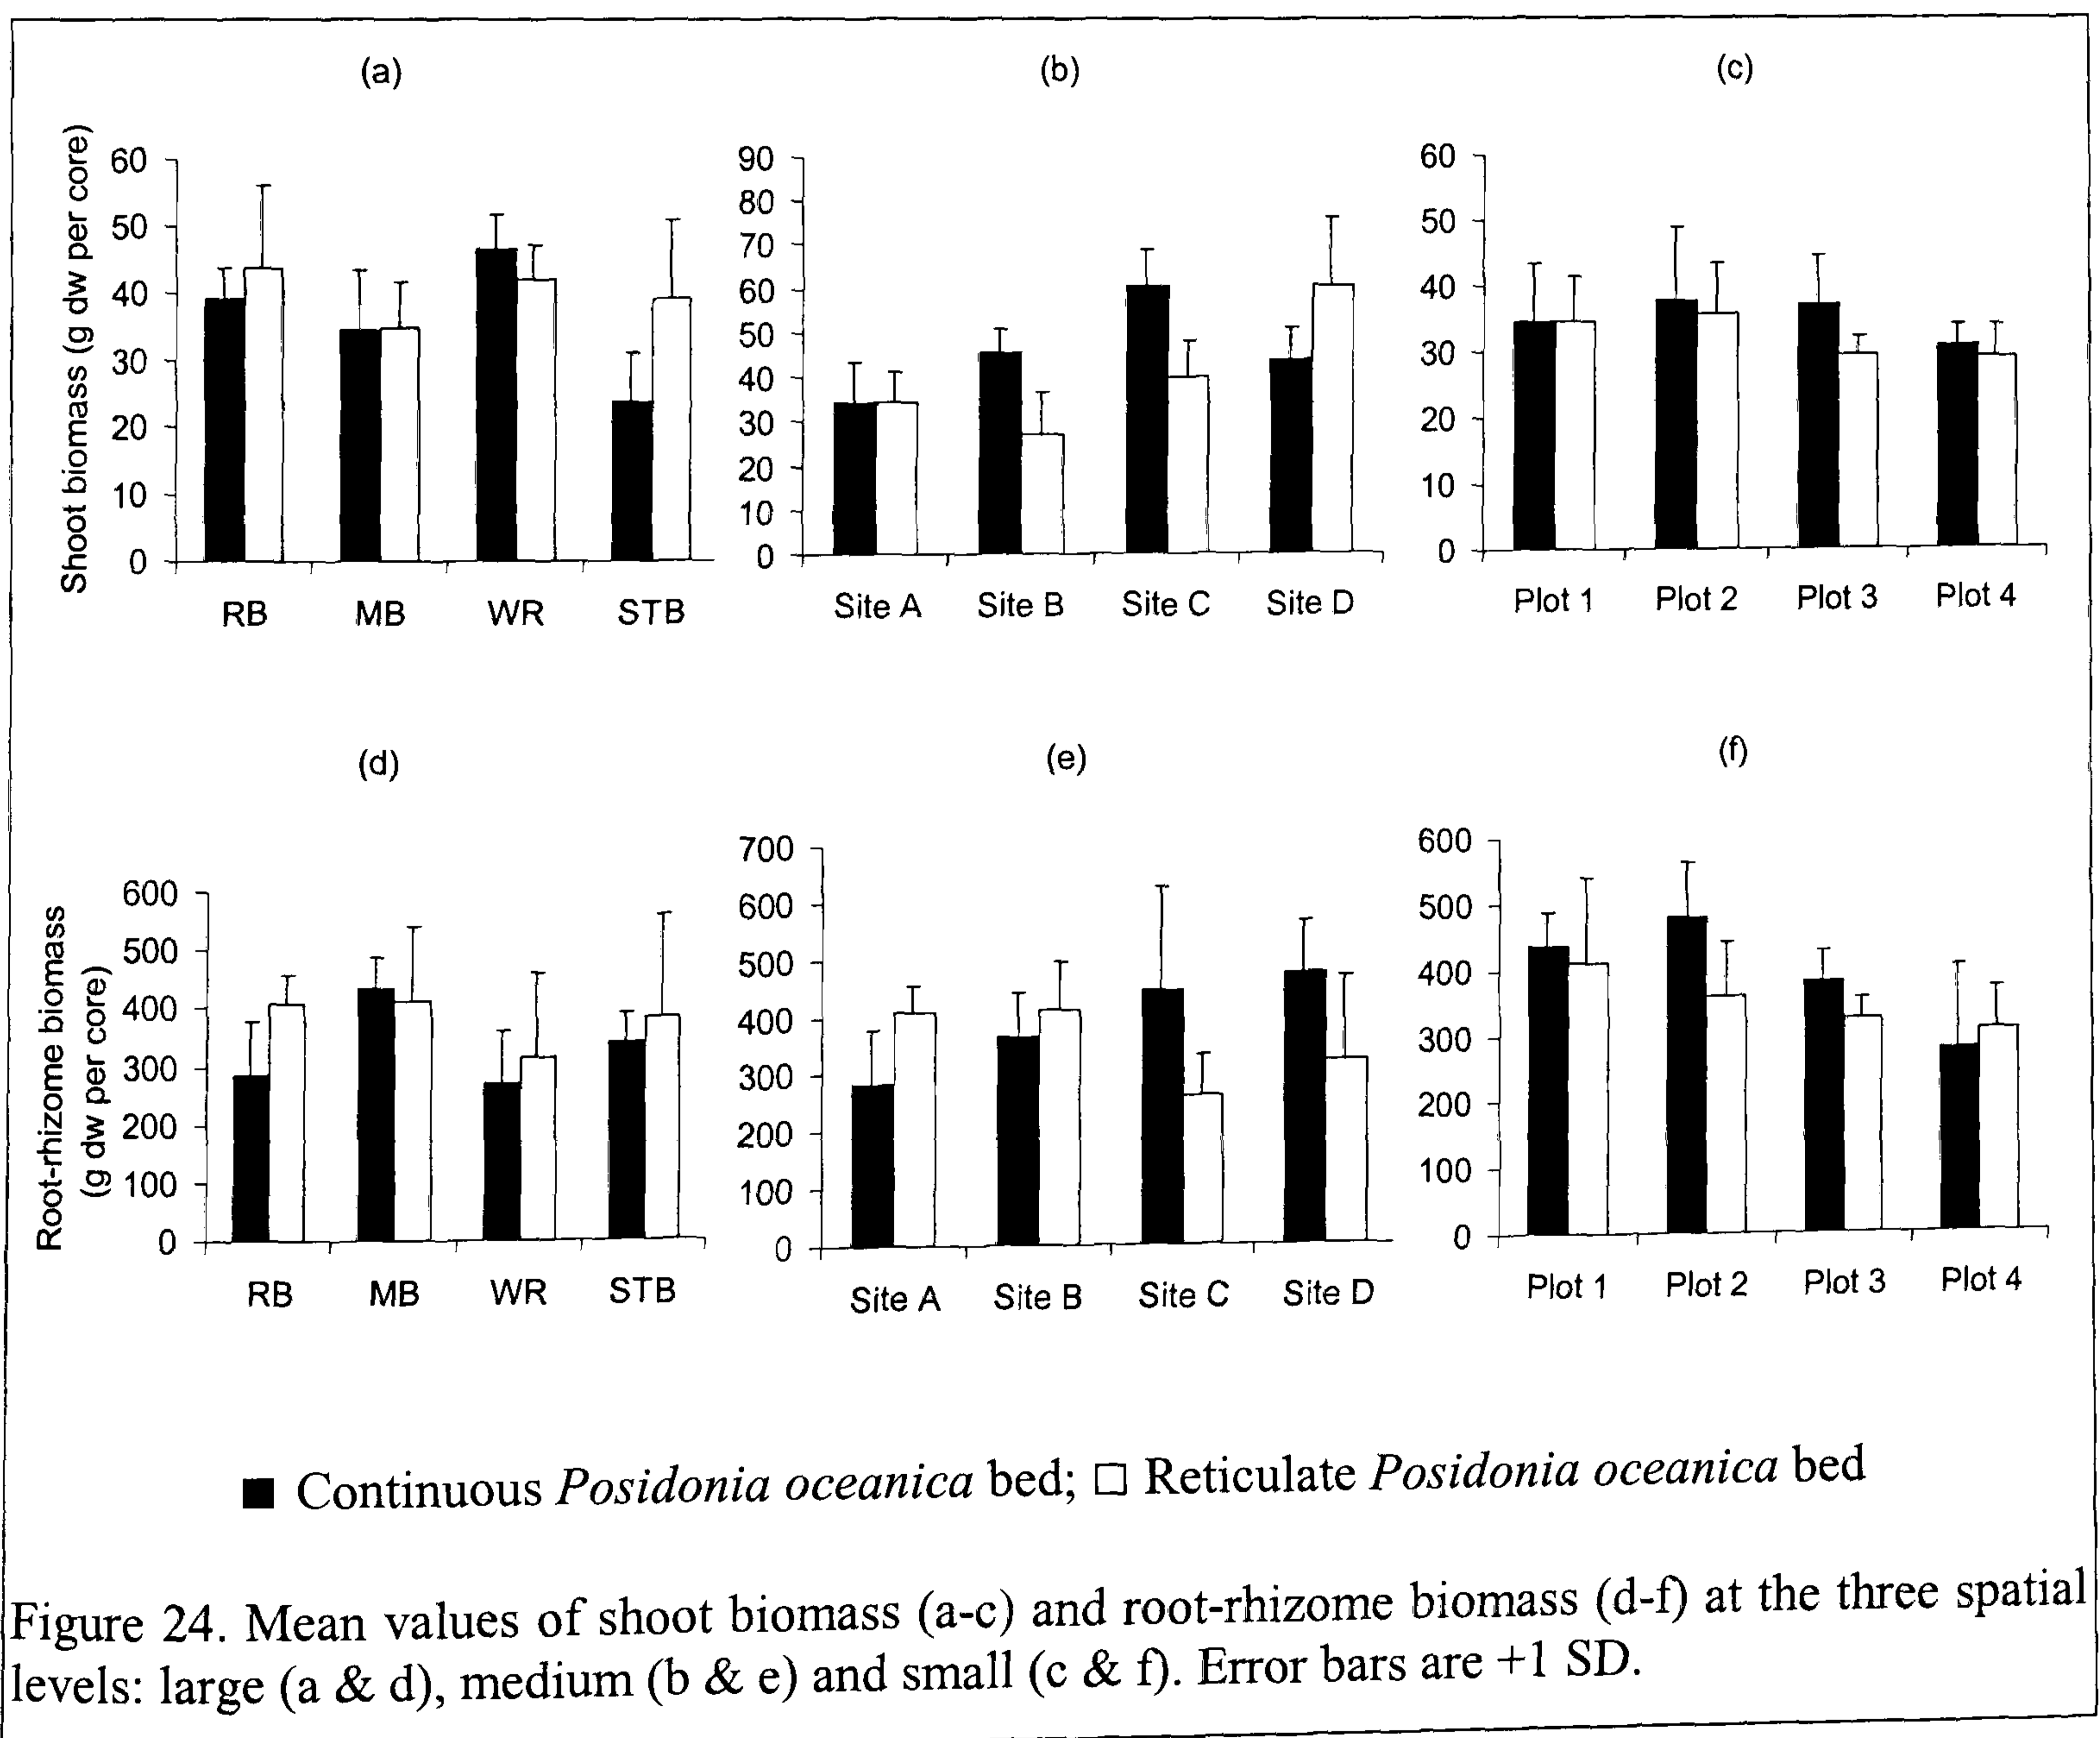 (a)
(b)
(c)
Shoot biomass (g dw per core)
60
50
40
30
20
10
0
RB MB WR STB
90
80
70
60
50
40
30
20
10
0
Site A Site B Site C Site D
60
50
40
30
20
10
0
Plot 1 Plot 2 Plot 3 Plot 4
(d)
(e)
(f)
Root-rhizome biomass
(g dw per core)
600
500
400
300
200
100
0
RB MB WR STB
700
600
500
400
300
200
100
0
Site A Site B Site C Site D
600
500
400
300
200
100
0
Plot 1 Plot 2 Plot 3 Plot 4
Continuous Posidonia oceanica bed; Reticulate Posidonia oceanica bed
Figure 24. Mean values of shoot biomass (a-c) and root-rhizome biomass (d-f) at the three spatial
levels: large (a & d), medium (b & e) and small (c & f). Error bars are +1 SD.